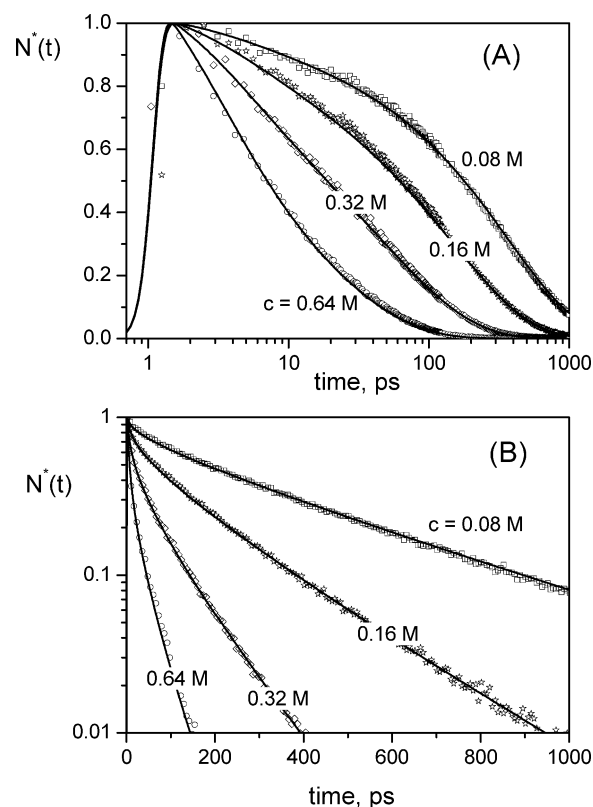 N*(t)
(A)
1.0
0.8
0.6
0.4
0.2
0.0
0.08 M
0.32 M
0.16 M
c = 0.64 M
1
10
100
1000
time, ps
N*(t)
(B)
1
0.1
0.01
c = 0.08 M
0.16 M
0.64 M
0.32 M
0
200
400
600
800
1000
time, ps